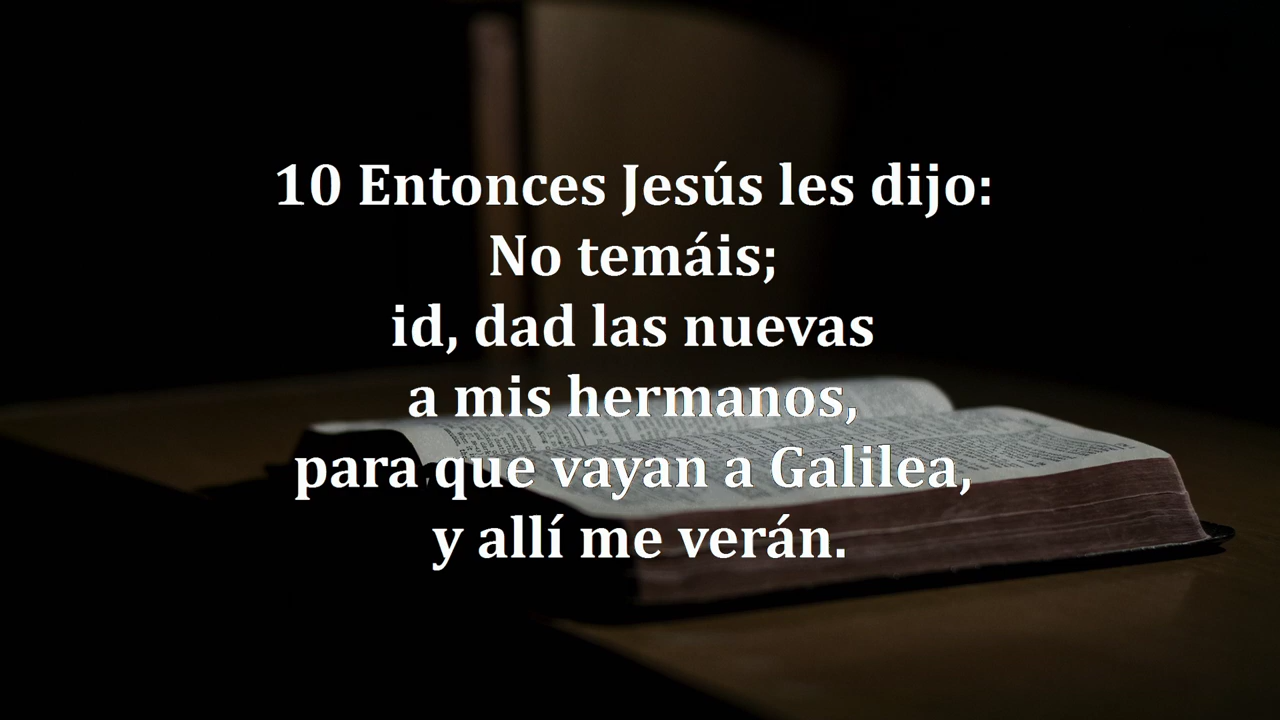 10 Entonces Jesús les dijo:
No temáis;
id, dad las nuevas
a mis hermanos,
para que vayan a Galilea,
y allí me verán.